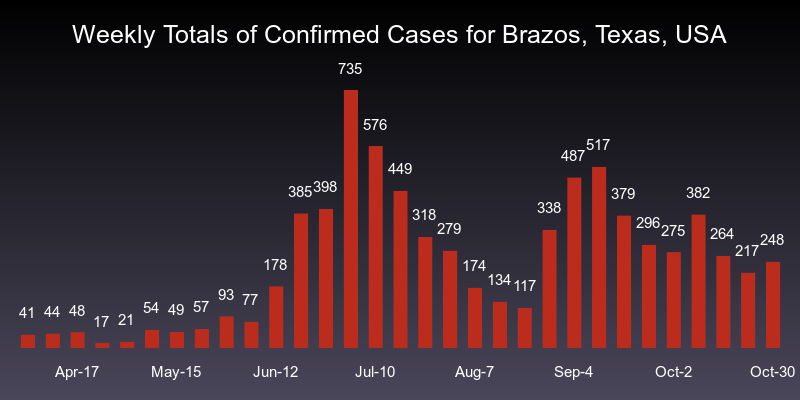 Weekly Totals of Confirmed Cases for Brazos, Texas, USA
41 44 48 17 21 54 49 57 93 77 178 385 398 735 576 449 318 279 174 134 117 338 487 517 379 296 275 382 264 217 248
Apr-17 May-15 Jun-12 Jul-10 Aug-7 Sep-4 Oct-2 Oct-30